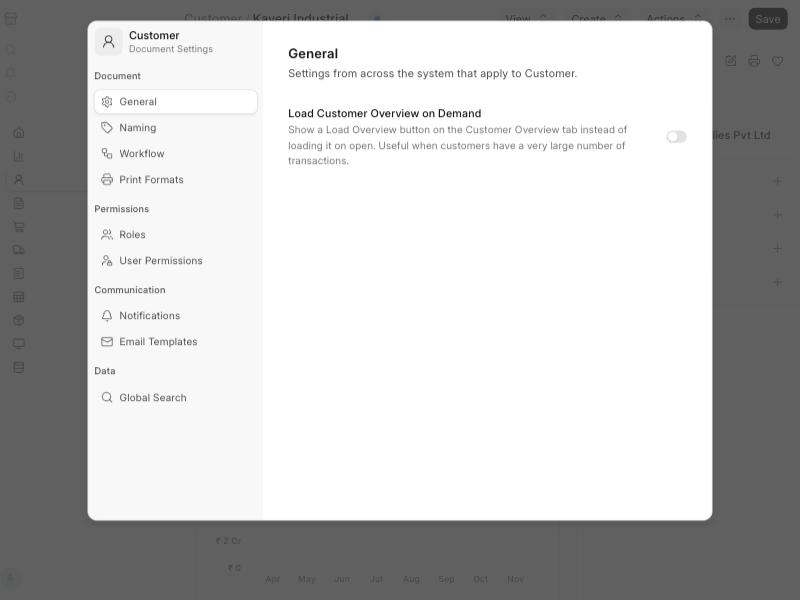 Customer / Kaveri Industrial
View
Create
Actions
Save
Customer
Document Settings
Document
General
Naming
Workflow
Print Formats
Permissions
Roles
User Permissions
Communication
Notifications
Email Templates
Data
Global Search
General
Settings from across the system that apply to Customer.
Load Customer Overview on Demand
Show a Load Overview button on the Customer Overview tab instead of
loading it on open. Useful when customers have a very large number of
transactions.
lies Pvt Ltd
₹ 2 Cr
₹ 0
Apr May Jun Jul Aug Sep Oct Nov